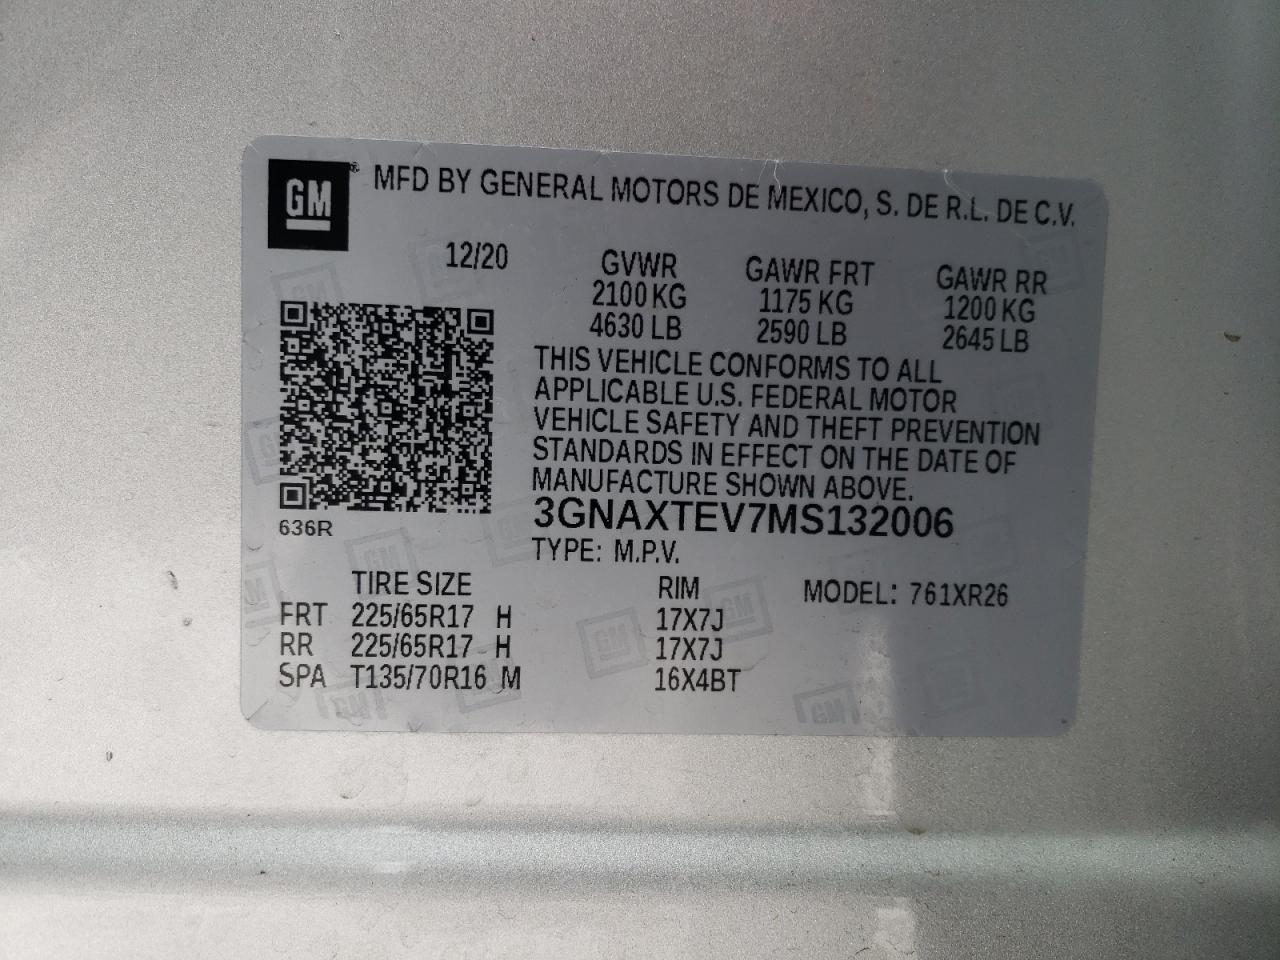 GM ® MFD BY GENERAL MOTORS DE MEXICO, S. DE R.L. DE C.V.
12/20
GVWR GAWR FRT GAWR RR
2100 KG 1175 KG 1200 KG
4630 LB 2590 LB 2645 LB
THIS VEHICLE CONFORMS TO ALL
APPLICABLE U.S. FEDERAL MOTOR
VEHICLE SAFETY AND THEFT PREVENTION
STANDARDS IN EFFECT ON THE DATE OF
MANUFACTURE SHOWN ABOVE.
3GNAXTEV7MS132006
636R
TYPE: M.P.V.
TIRE SIZE RIM MODEL: 761XR26
FRT 225/65R17 H 17X7J
RR 225/65R17 H 17X7J
SPA T135/70R16 M 16X4BT